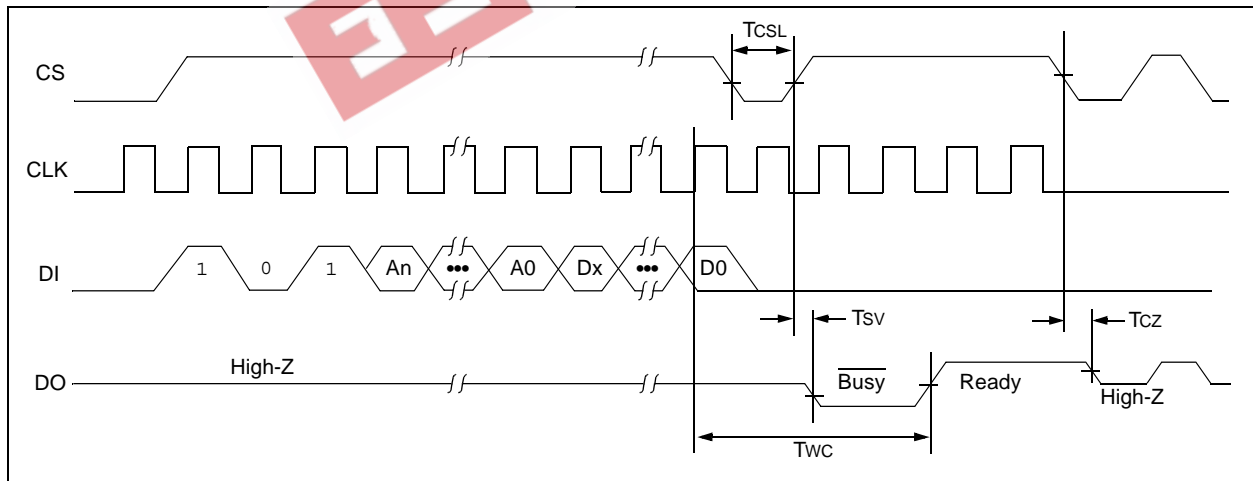 TCSL
CS
CLK
DI 1 0 1 An ••• A0 Dx ••• D0
TSV TCZ
DO High-Z Busy Ready High-Z
TWC